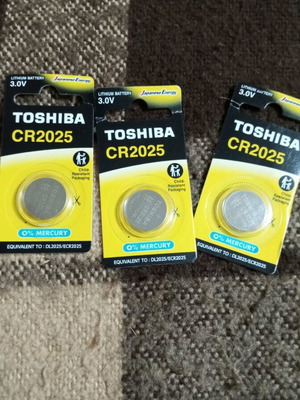 LITHIUM BATTERY
3.0V
Japanese Energy
TOSHIBA
CR2025
Child
Resistant
Packaging
0% MERCURY
EQUIVALENT TO : DL2025/ECR2025
LITHIUM BATTERY
3.0V
Japanese Energy
TOSHIBA
CR2025
Child
Resistant
Packaging
0% MERCURY
EQUIVALENT TO : DL2025/ECR2025
LITHIUM BATTERY
3.0V
Japanese Energy
TOSHIBA
CR2025
Child
Resistant
Packaging
0% MERCURY
EQUIVALENT TO : DL2025/ECR2025